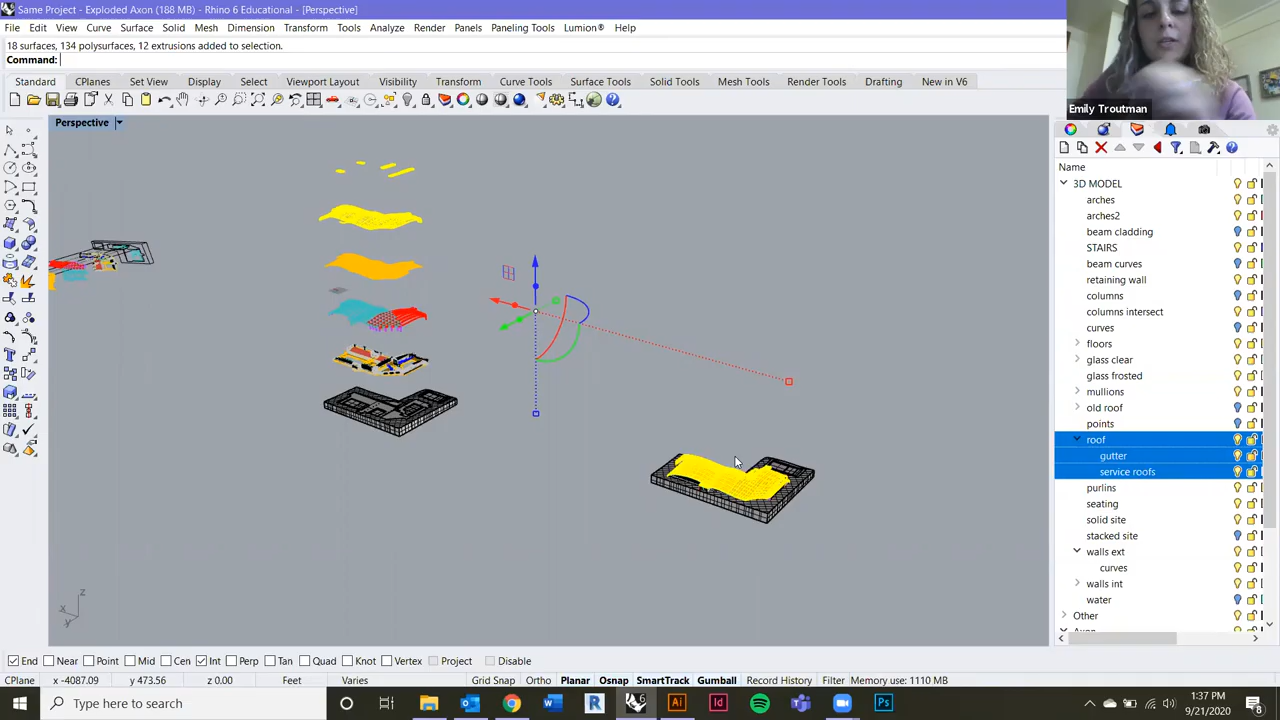 Same Project - Exploded Axon (188 MB) - Rhino 6 Educational - [Perspective]
File Edit View Curve Surface Solid Mesh Dimension Transform Tools Analyze Render Panels Paneling Tools Lumion® Help
18 surfaces, 134 polysurfaces, 12 extrusions added to selection.
Command:
Standard CPlanes Set View Display Select Viewport Layout Visibility Transform Curve Tools Surface Tools Solid Tools Mesh Tools Render Tools Drafting New in V6
Emily Troutman
Perspective
Name
3D MODEL
arches
arches2
beam cladding
STAIRS
beam curves
retaining wall
columns
columns intersect
curves
floors
glass clear
glass frosted
mullions
old roof
points
roof
gutter
service roofs
purlins
seating
solid site
stacked site
walls ext
curves
walls int
water
Other
Axon
z
x
y
End Near Point Mid Cen Int Perp Tan Quad Knot Vertex Project Disable
CPlane x -4087.09 y 473.56 z 0.00 Feet Varies Grid Snap Ortho Planar Osnap SmartTrack Gumball Record History Filter Memory use: 1110 MB
Type here to search
1:37 PM
9/21/2020
8